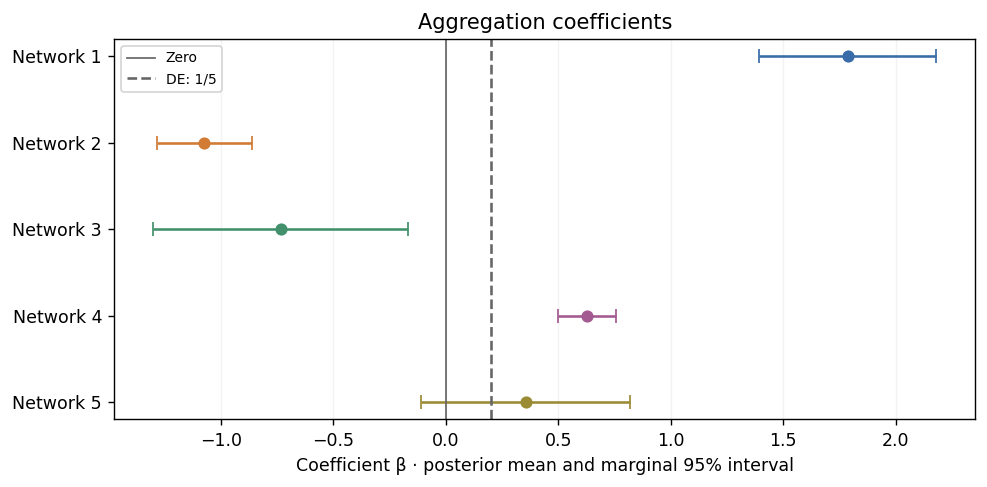 Aggregation coefficients
Zero
DE: 1/5
Network 1
Network 2
Network 3
Network 4
Network 5
−1.0 −0.5 0.0 0.5 1.0 1.5 2.0
Coefficient β · posterior mean and marginal 95% interval